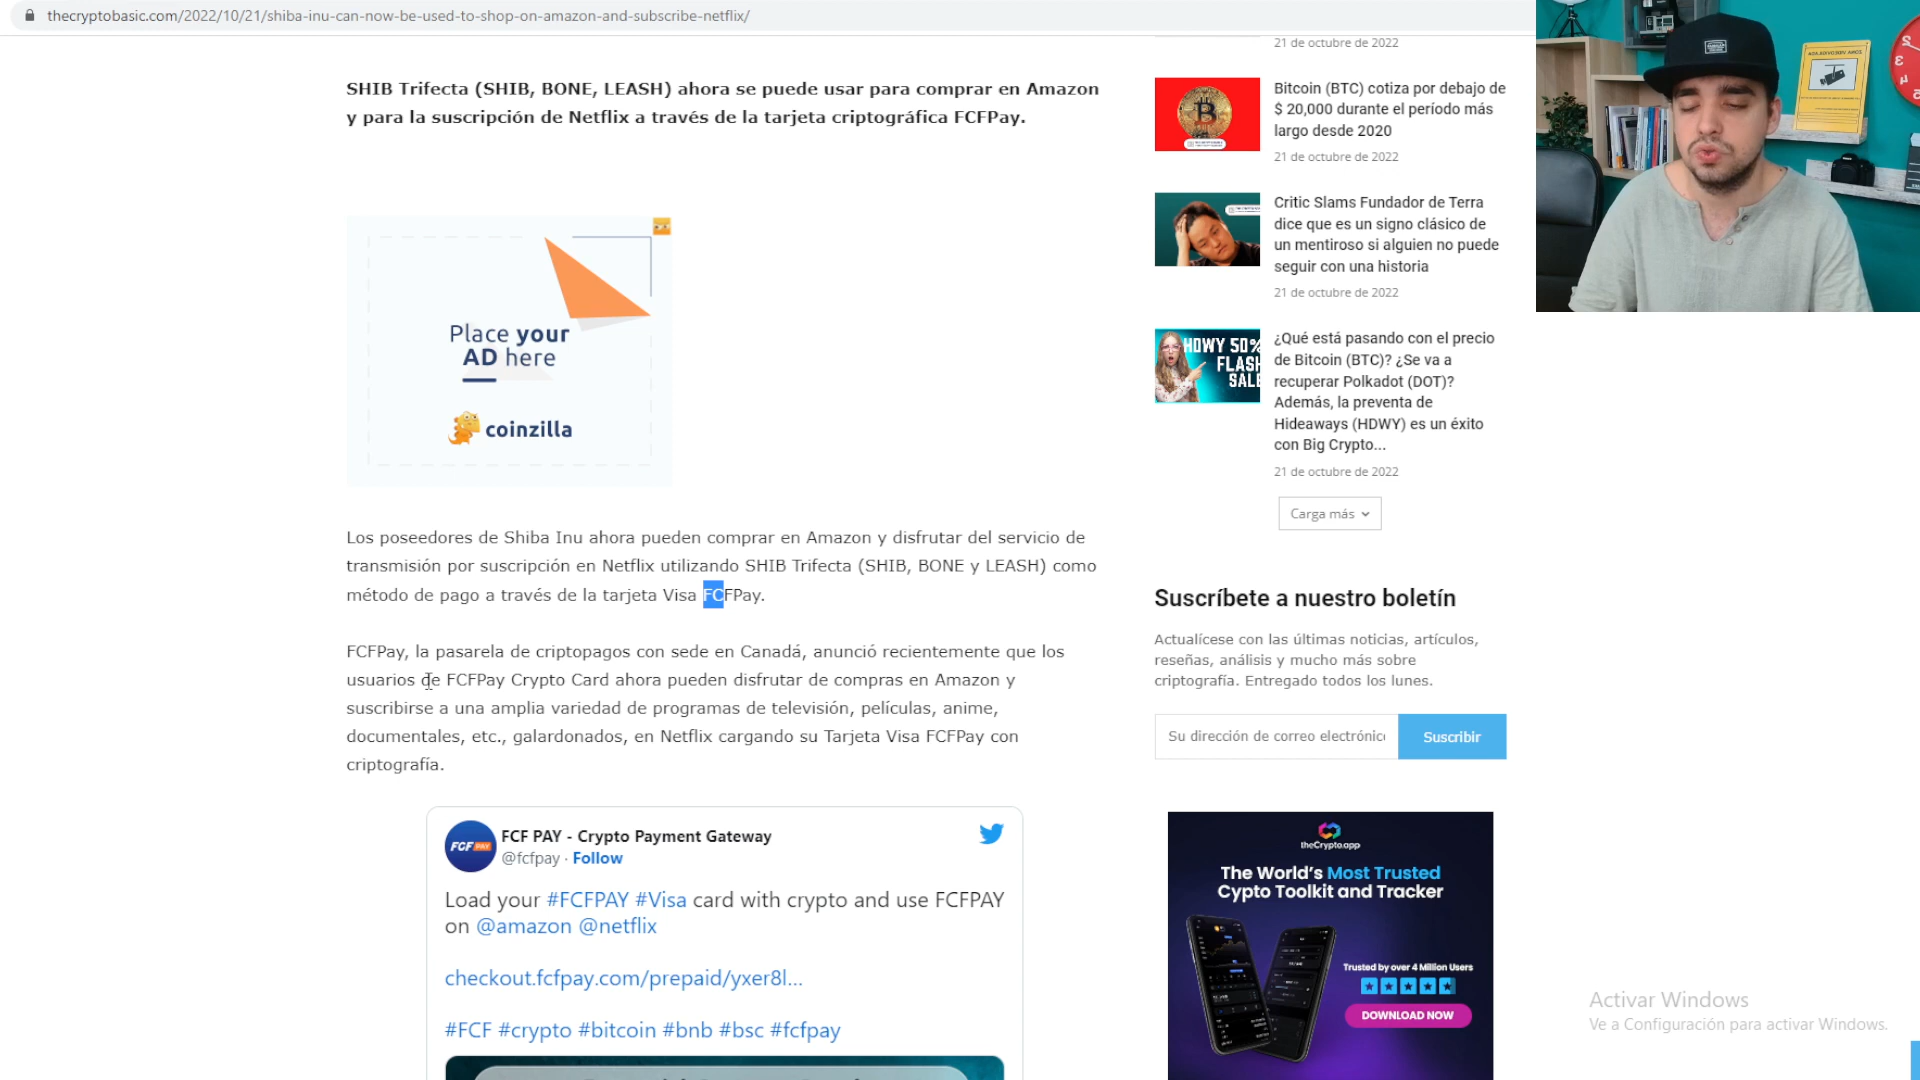 thecryptobasic.com/2022/10/21/shiba-inu-can-now-be-used-to-shop-on-amazon-and-subscribe-netflix/
SHIB Trifecta (SHIB, BONE, LEASH) ahora se puede usar para comprar en Amazon
y para la suscripción de Netflix a través de la tarjeta criptográfica FCFPay.
Place your
AD here
coinzilla
Los poseedores de Shiba Inu ahora pueden comprar en Amazon y disfrutar del servicio de
transmisión por suscripción en Netflix utilizando SHIB Trifecta (SHIB, BONE y LEASH) como
método de pago a través de la tarjeta Visa FCFPay.
FCFPay, la pasarela de criptopagos con sede en Canadá, anunció recientemente que los
usuarios de FCFPay Crypto Card ahora pueden disfrutar de compras en Amazon y
suscribirse a una amplia variedad de programas de televisión, películas, anime,
documentales, etc., galardonados, en Netflix cargando su Tarjeta Visa FCFPay con
criptografía.
FCF PAY
FCF PAY - Crypto Payment Gateway
@fcfpay · Follow
Load your #FCFPAY #Visa card with crypto and use FCFPAY
on @amazon @netflix
checkout.fcfpay.com/prepaid/yxer8l...
#FCF #crypto #bitcoin #bnb #bsc #fcfpay
21 de octubre de 2022
Bitcoin (BTC) cotiza por debajo de
$ 20,000 durante el período más
largo desde 2020
21 de octubre de 2022
Critic Slams Fundador de Terra
dice que es un signo clásico de
un mentiroso si alguien no puede
seguir con una historia
21 de octubre de 2022
HDWY 50%
FLASH
SALE
¿Qué está pasando con el precio
de Bitcoin (BTC)? ¿Se va a
recuperar Polkadot (DOT)?
Además, la preventa de
Hideaways (HDWY) es un éxito
con Big Crypto...
21 de octubre de 2022
Carga más
Suscríbete a nuestro boletín
Actualícese con las últimas noticias, artículos,
reseñas, análisis y mucho más sobre
criptografía. Entregado todos los lunes.
Su dirección de correo electrónico
Suscribir
theCrypto.app
The World's Most Trusted
Cypto Toolkit and Tracker
Trusted by over 4 Million Users
DOWNLOAD NOW
Activar Windows
Ve a Configuración para activar Windows.